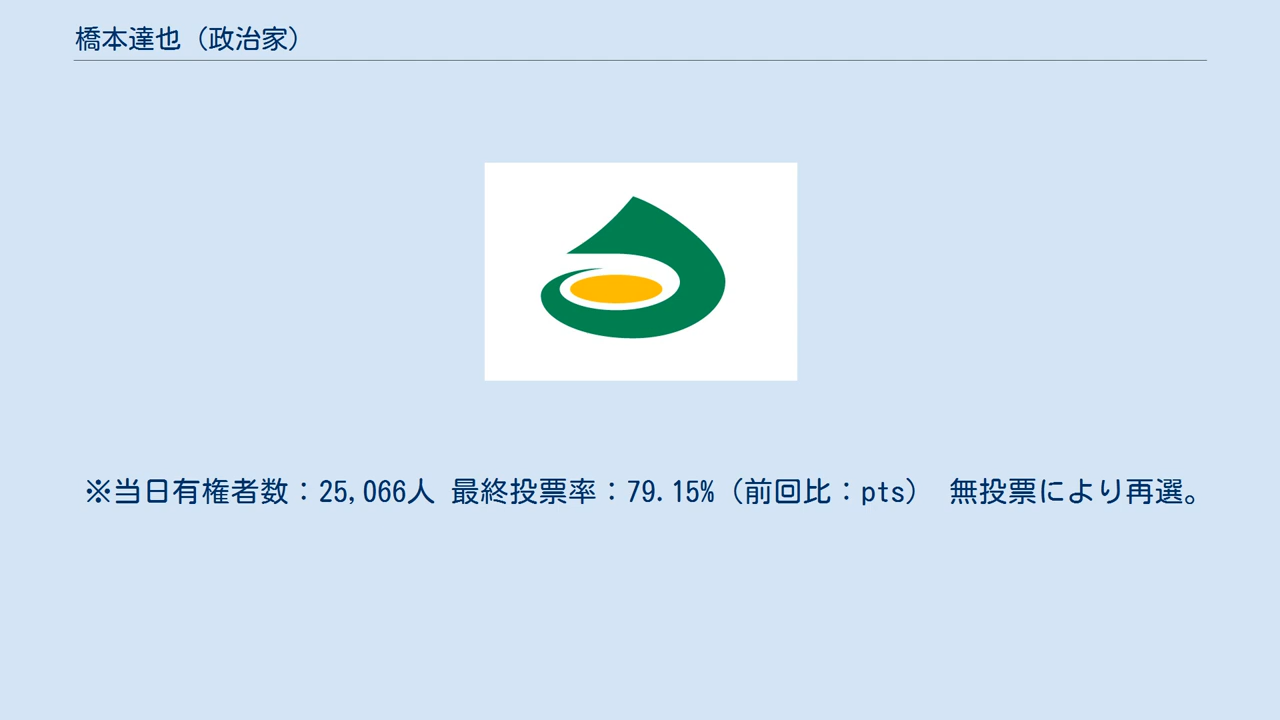 橋本達也（政治家）
※当日有権者数：25,066人 最終投票率：79.15%（前回比：pts） 無投票により再選。